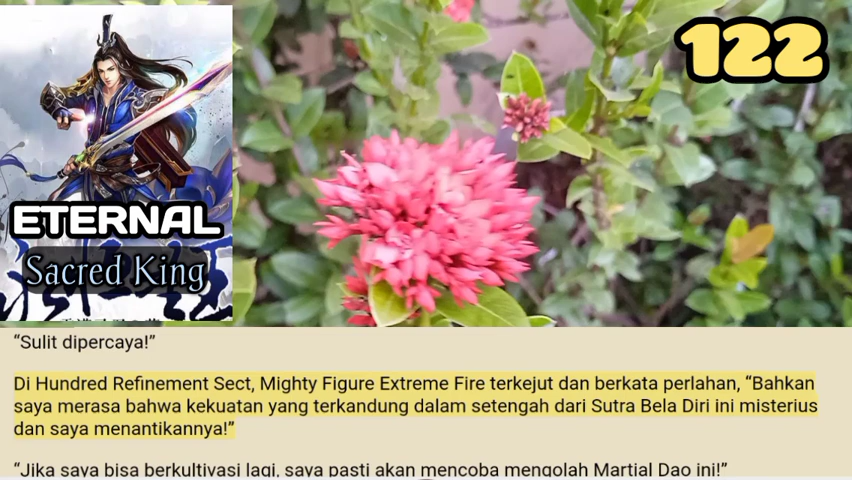 122
ETERNAL
Sacred King
“Sulit dipercaya!”
Di Hundred Refinement Sect, Mighty Figure Extreme Fire terkejut dan berkata perlahan, “Bahkan
saya merasa bahwa kekuatan yang terkandung dalam setengah dari Sutra Bela Diri ini misterius
dan saya menantikannya!”
“Jika saya bisa berkultivasi lagi, saya pasti akan mencoba mengolah Martial Dao ini!”